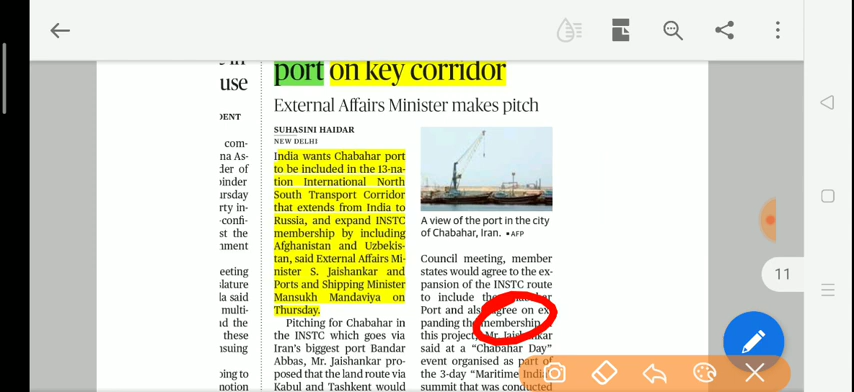 use
DENT
com-
na As-
der of
inder
ursday
rty in-
-confi-
st the
nment
eeting
slature
la said
multi-
nd the
these
nsuing
ing to
notion
port on key corridor
External Affairs Minister makes pitch
SUHASINI HAIDAR
NEW DELHI
India wants Chabahar port
to be included in the 13-na-
tion International North
South Transport Corridor
that extends from India to
Russia, and expand INSTC
membership by including
Afghanistan and Uzbekis-
tan, said External Affairs Mi-
nister S. Jaishankar and
Ports and Shipping Minister
Mansukh Mandaviya on
Thursday.
Pitching for Chabahar in
the INSTC which goes via
Iran's biggest port Bandar
Abbas, Mr. Jaishankar pro-
posed that the land route via
Kabul and Tashkent would
A view of the port in the city
of Chabahar, Iran. • AFP
Council meeting, member
states would agree to the ex-
pansion of the INSTC route
to include the
Port and also agree on ex-
panding the membership
this project, Mr. Jaishankar
said at a "Chabahar Day"
event organised as part of
the 3-day "Maritime
summit that was conducted
11